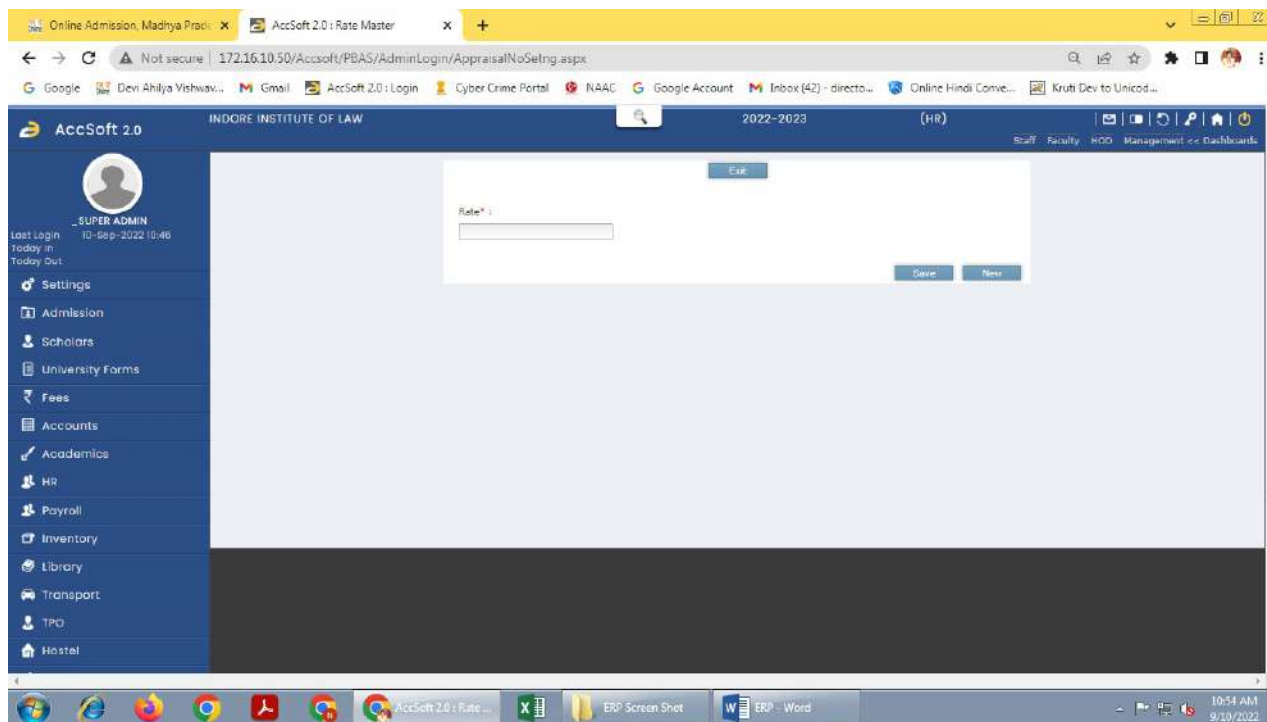 Online Admission, Madhya Prade
AccSoft 2.0 : Rate Master
Not secure | 172.16.10.50/Accsoft/PBAS/AdminLogin/AppraisalNoSetng.aspx
Google
Devi Ahilya Vishwav...
Gmail
AccSoft 2.0 : Login
Cyber Crime Portal
NAAC
Google Account
Inbox (42) - directo...
Online Hindi Conve...
Kruti Dev to Unicod...
AccSoft 2.0
INDORE INSTITUTE OF LAW
2022-2023
(HR)
Staff Faculty HOD Management << Dashboards
Exit
Rate* :
Save
New
_SUPER ADMIN
Last Login 10-Sep-2022 10:46
Today In
Today Out
Settings
Admission
Scholars
University Forms
Fees
Accounts
Academics
HR
Payroll
Inventory
Library
Transport
TPO
Hostel
AccSoft 2.0 : Rate ...
ERP Screen Shot
ERP - Word
10:54 AM
9/10/2022